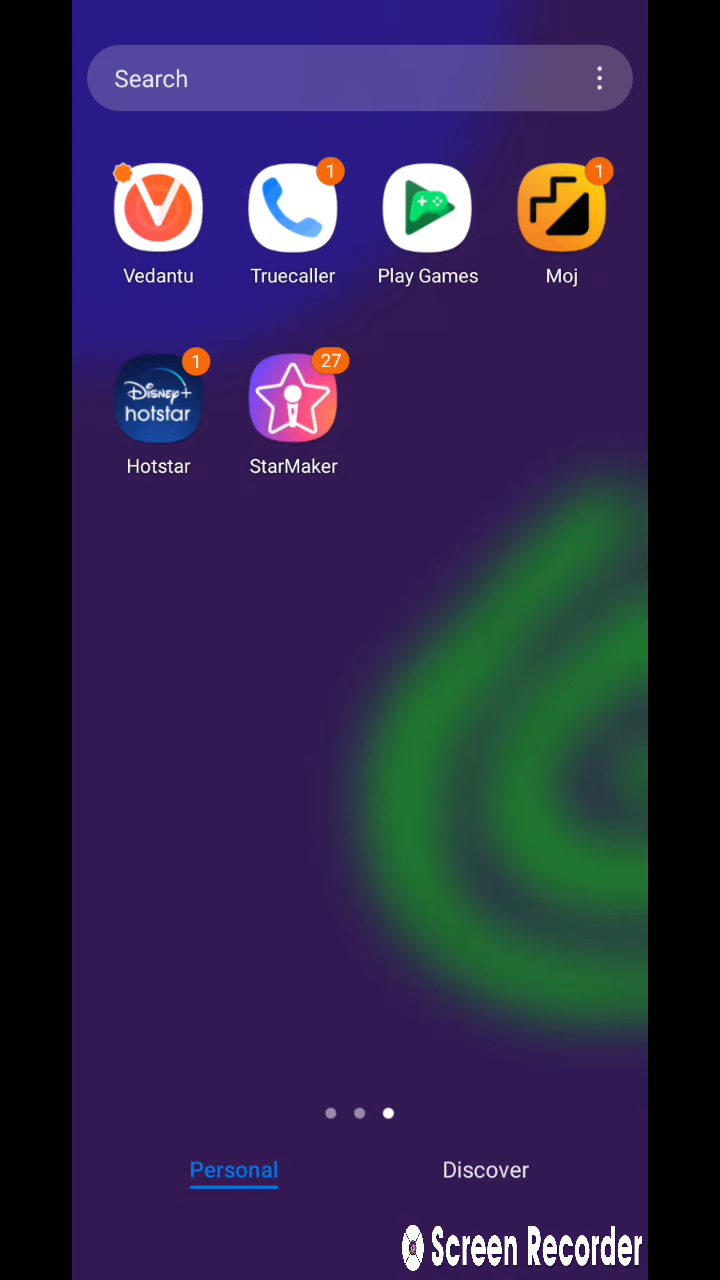 Search
1
1
Vedantu
Truecaller
Play Games
Moj
1
27
Disney+
hotstar
Hotstar
StarMaker
Personal
Discover
Screen Recorder